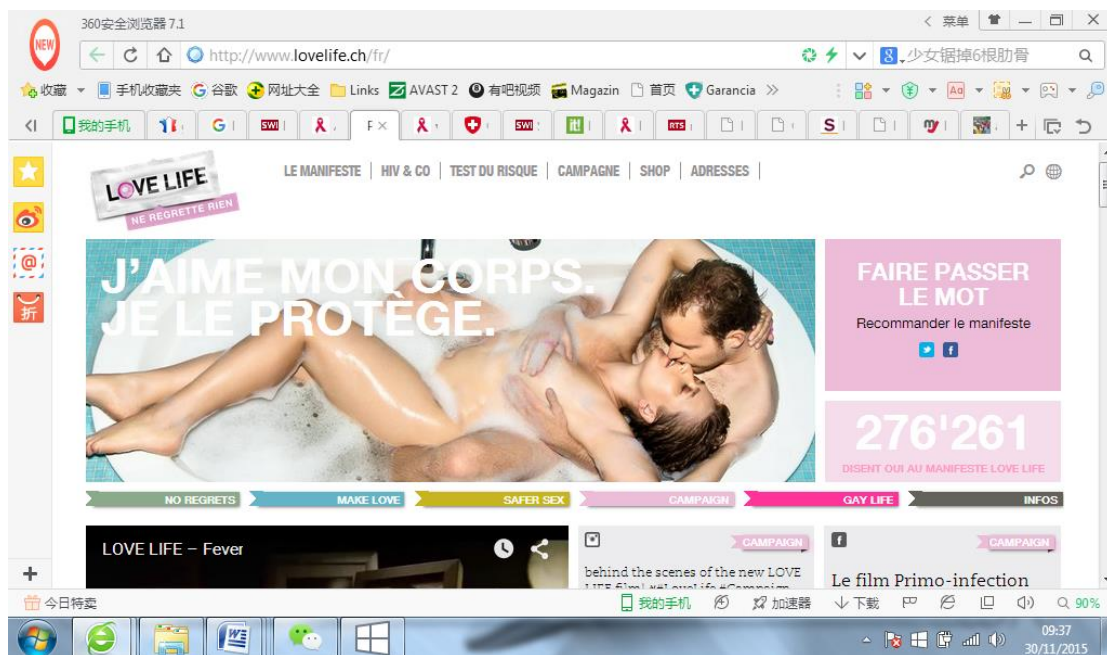 360安全浏览器 7.1
菜单
NEW
http://www.lovelife.ch/fr/
少女锯掉6根肋骨
收藏
手机收藏夹
谷歌
网址大全
Links
AVAST 2
有吧视频
Magazin
首页
Garancia
我的手机
SWI
SWI
RTS
LOVE LIFE
NE REGRETTE RIEN
LE MANIFESTE
HIV & CO
TEST DU RISQUE
CAMPAGNE
SHOP
ADRESSES
折
J'AIME MON CORPS.
JE LE PROTÈGE.
FAIRE PASSER
LE MOT
Recommander le manifeste
276'261
DISENT OUI AU MANIFESTE LOVE LIFE
NO REGRETS
MAKE LOVE
SAFER SEX
CAMPAIGN
GAY LIFE
INFOS
LOVE LIFE – Fever
CAMPAIGN
behind the scenes of the new LOVE
CAMPAIGN
Le film Primo-infection
今日特卖
我的手机
加速器
下载
90%
09:37
30/11/2015